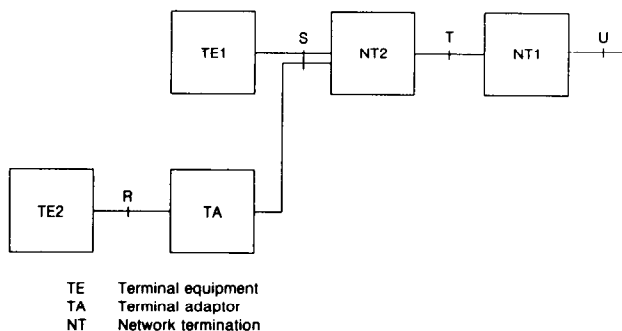 S
T
U
TE1
NT2
NT1
R
TE2
TA
TE Terminal equipment
TA Terminal adaptor
NT Network termination